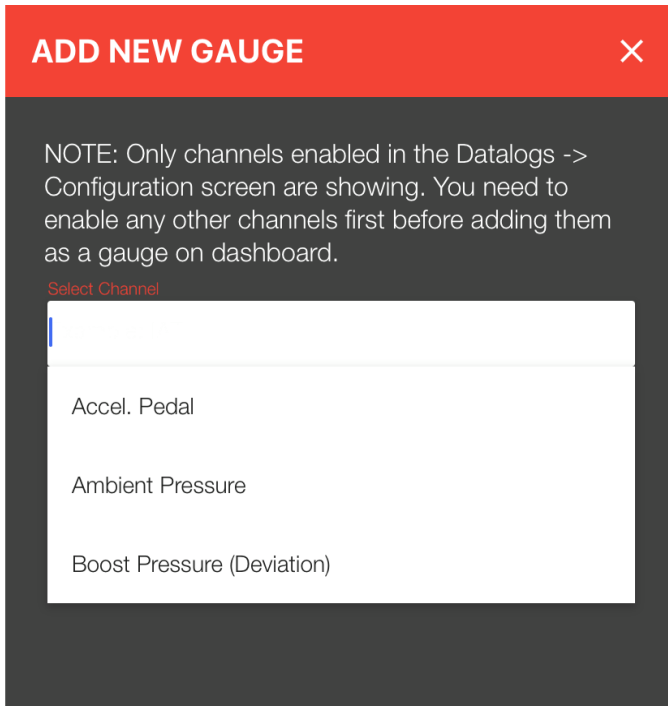 ADD NEW GAUGE
NOTE: Only channels enabled in the Datalogs ->
Configuration screen are showing. You need to
enable any other channels first before adding them
as a gauge on dashboard.
Select Channel
Accel. Pedal
Ambient Pressure
Boost Pressure (Deviation)